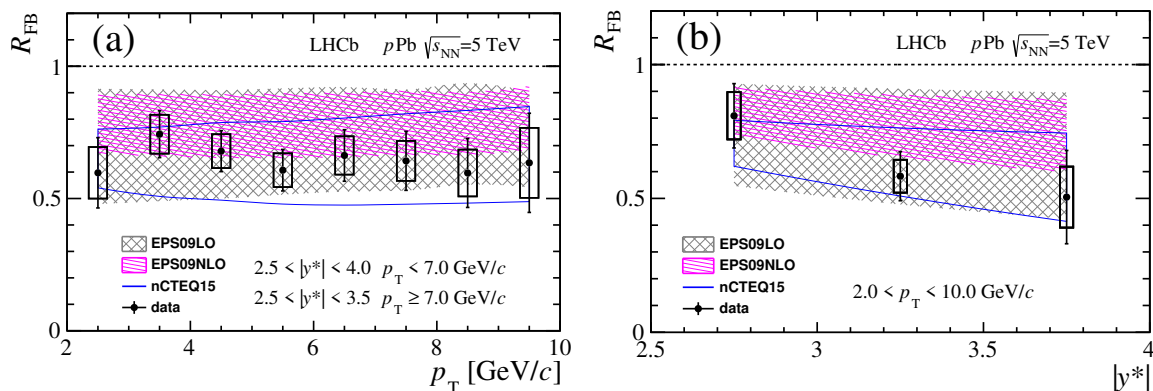 R_FB
(a)
LHCb pPb √s_NN=5 TeV
1
0.5
0
EPS09LO
EPS09NLO
nCTEQ15
data
2.5 < |y*| < 4.0 p_T < 7.0 GeV/c
2.5 < |y*| < 3.5 p_T ≥ 7.0 GeV/c
2 4 6 8 10
p_T [GeV/c]
R_FB
(b)
LHCb pPb √s_NN=5 TeV
1
0.5
0
EPS09LO
EPS09NLO
nCTEQ15
data
2.0 < p_T < 10.0 GeV/c
2.5 3 3.5 4
|y*|